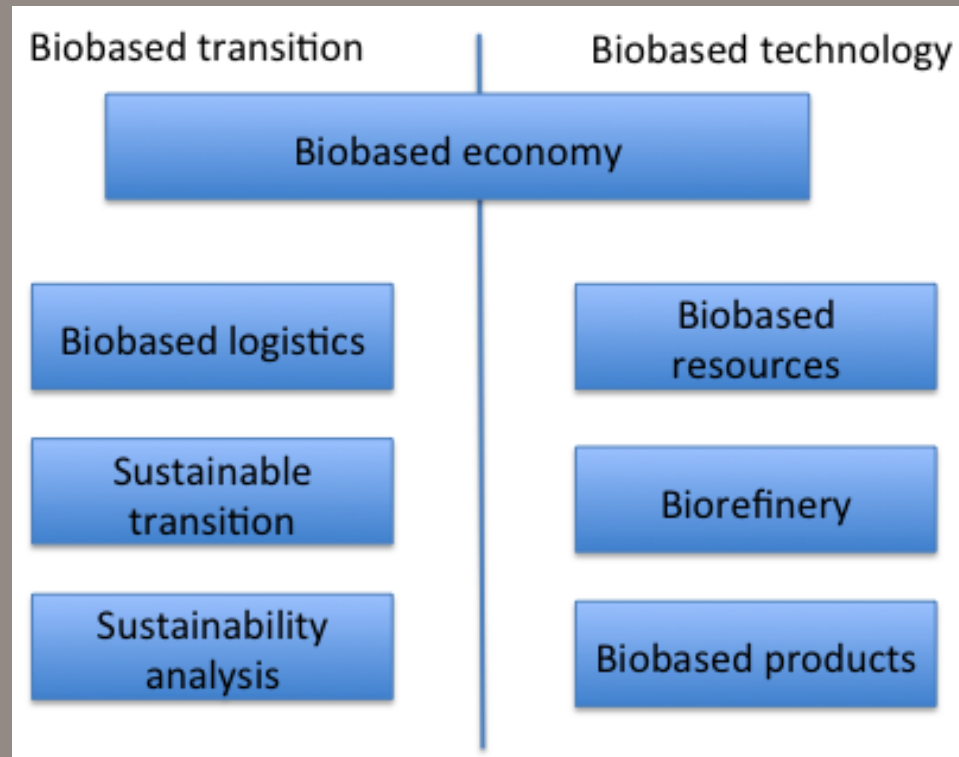 Biobased transition
Biobased technology
Biobased economy
Biobased logistics
Sustainable
transition
Sustainability
analysis
Biobased
resources
Biorefinery
Biobased products